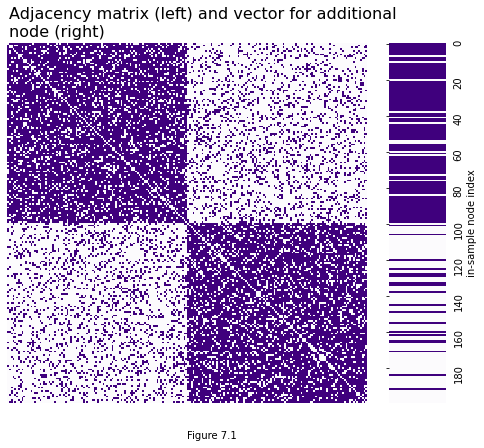 Adjacency matrix (left) and vector for additional
node (right)
0
20
40
60
80
100
120
140
160
180
in-sample node index
Figure 7.1